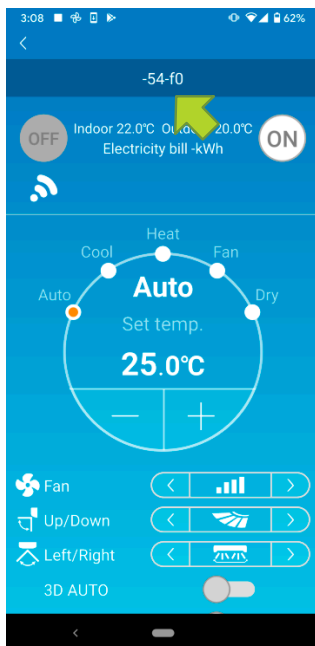 3:08 62%
-54-f0
OFF Indoor 22.0℃ 20.0℃ ON
Electricity bill -kWh
Heat
Cool Fan
Auto Auto Dry
Set temp.
25.0℃
Fan
Up/Down
Left/Right
3D AUTO